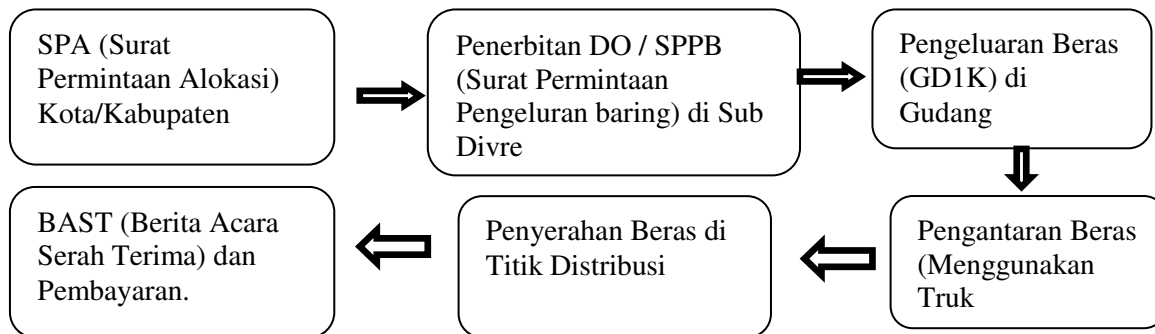 SPA (Surat
Permintaan Alokasi)
Kota/Kabupaten
Penerbitan DO / SPPB
(Surat Permintaan
Pengeluran baring) di Sub
Divre
Pengeluaran Beras
(GD1K) di
Gudang
Pengantaran Beras
(Menggunakan
Truk
Penyerahan Beras di
Titik Distribusi
BAST (Berita Acara
Serah Terima) dan
Pembayaran.